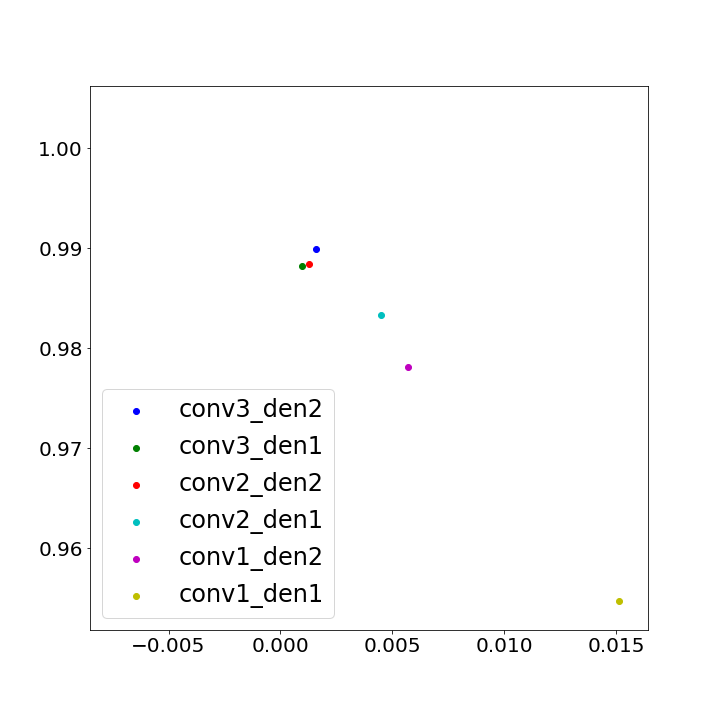 1.00
0.99
0.98
0.97
0.96
conv3_den2
conv3_den1
conv2_den2
conv2_den1
conv1_den2
conv1_den1
−0.005 0.000 0.005 0.010 0.015